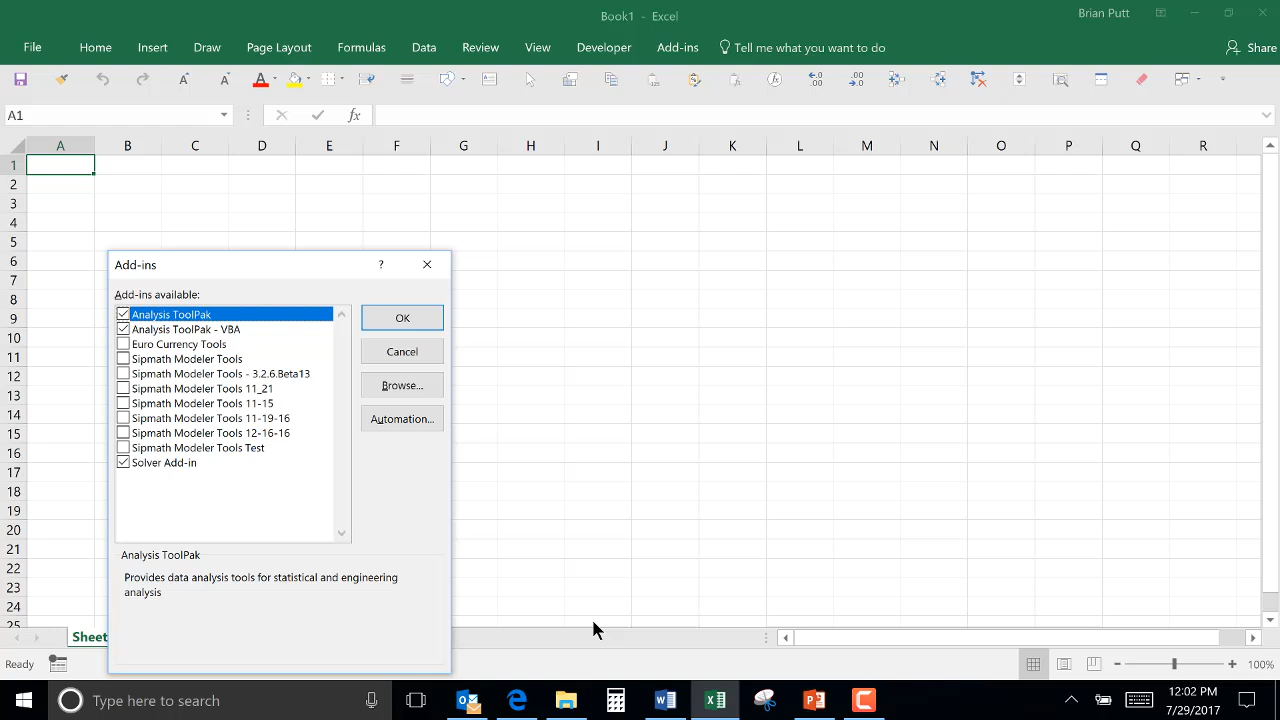 Book1 - Excel
Brian Putt
File Home Insert Draw Page Layout Formulas Data Review View Developer Add-ins Tell me what you want to do Share
A1
fx
A B C D E F G H I J K L M N O P Q R
1
2
3
4
5
6
7
8
9
10
11
12
13
14
15
16
17
18
19
20
21
22
23
24
25
Add-ins ?
Add-ins available:
Analysis ToolPak
Analysis ToolPak - VBA
Euro Currency Tools
Sipmath Modeler Tools
Sipmath Modeler Tools - 3.2.6.Beta13
Sipmath Modeler Tools 11_21
Sipmath Modeler Tools 11-15
Sipmath Modeler Tools 11-19-16
Sipmath Modeler Tools 12-16-16
Sipmath Modeler Tools Test
Solver Add-in
OK
Cancel
Browse...
Automation...
Analysis ToolPak
Provides data analysis tools for statistical and engineering
analysis
Sheet
Ready
100%
Type here to search
12:02 PM
7/29/2017